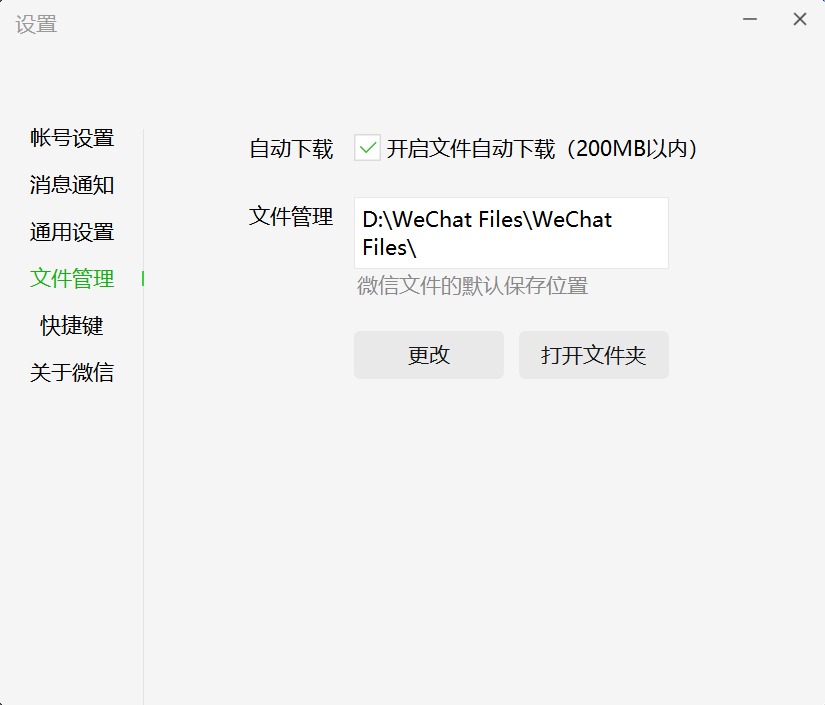 设置
帐号设置
消息通知
通用设置
文件管理
快捷键
关于微信
自动下载
开启文件自动下载（200MB以内）
文件管理
D:\WeChat Files\WeChat
Files\
微信文件的默认保存位置
更改
打开文件夹